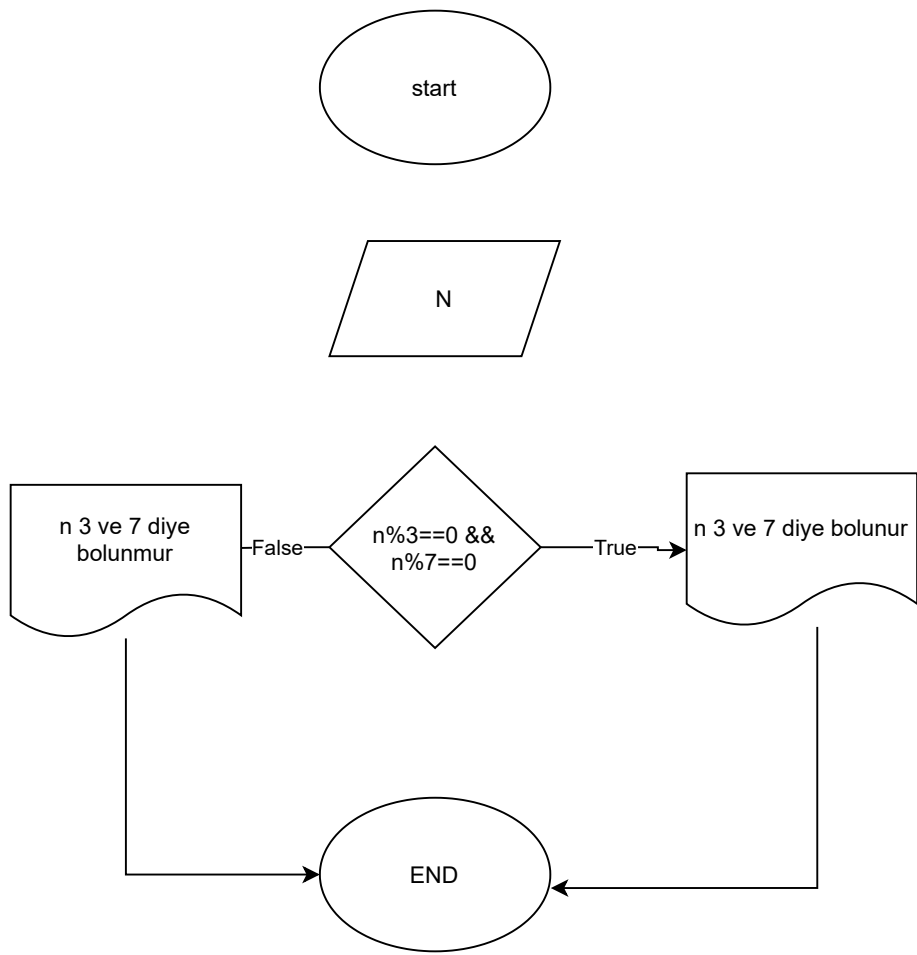 start
N
n 3 ve 7 diye
bolunmur
False
n%3==0 &&
n%7==0
True
n 3 ve 7 diye bolunur
END